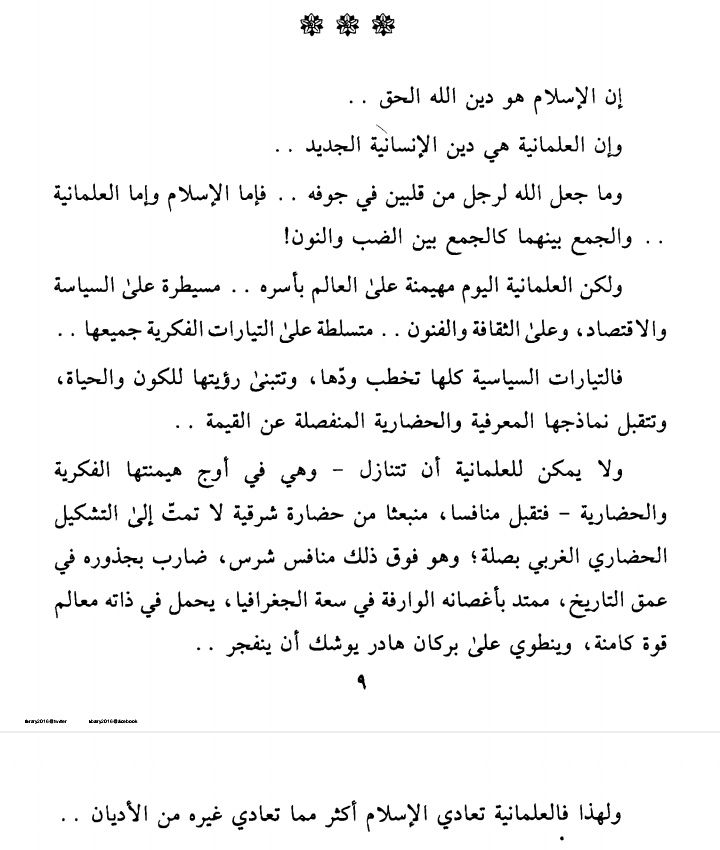 إن الإسلام هو دين الله الحق ..
وإن العلمانية هي دين الإنسانية الجديد ..
وما جعل الله لرجل من قلبين في جوفه .. فإما الإسلام وإما العلمانية
.. والجمع بينهما كالجمع بين الضب والنون!
ولكن العلمانية اليوم مهيمنة علىٰ العالم بأسره .. مسيطرة علىٰ السياسة
والاقتصاد، وعلىٰ الثقافة والفنون .. متسلطة علىٰ التيارات الفكرية جميعها ..
فالتيارات السياسية كلها تخطب ودّها، وتتبنىٰ رؤيتها للكون والحياة،
وتتقبل نماذجها المعرفية والحضارية المنفصلة عن القيمة ..
ولا يمكن للعلمانية أن تتنازل – وهي في أوج هيمنتها الفكرية
والحضارية – فتقبل منافسا، منبعثا من حضارة شرقية لا تمتّ إلىٰ التشكيل
الحضاري الغربي بصلة؛ وهو فوق ذلك منافس شرس، ضارب بجذوره في
عمق التاريخ، ممتد بأغصانه الوارفة في سعة الجغرافيا، يحمل في ذاته معالم
قوة كامنة، وينطوي علىٰ بركان هادر يوشك أن ينفجر ..
٩
ولهذا فالعلمانية تعادي الإسلام أكثر مما تعادي غيره من الأديان ..